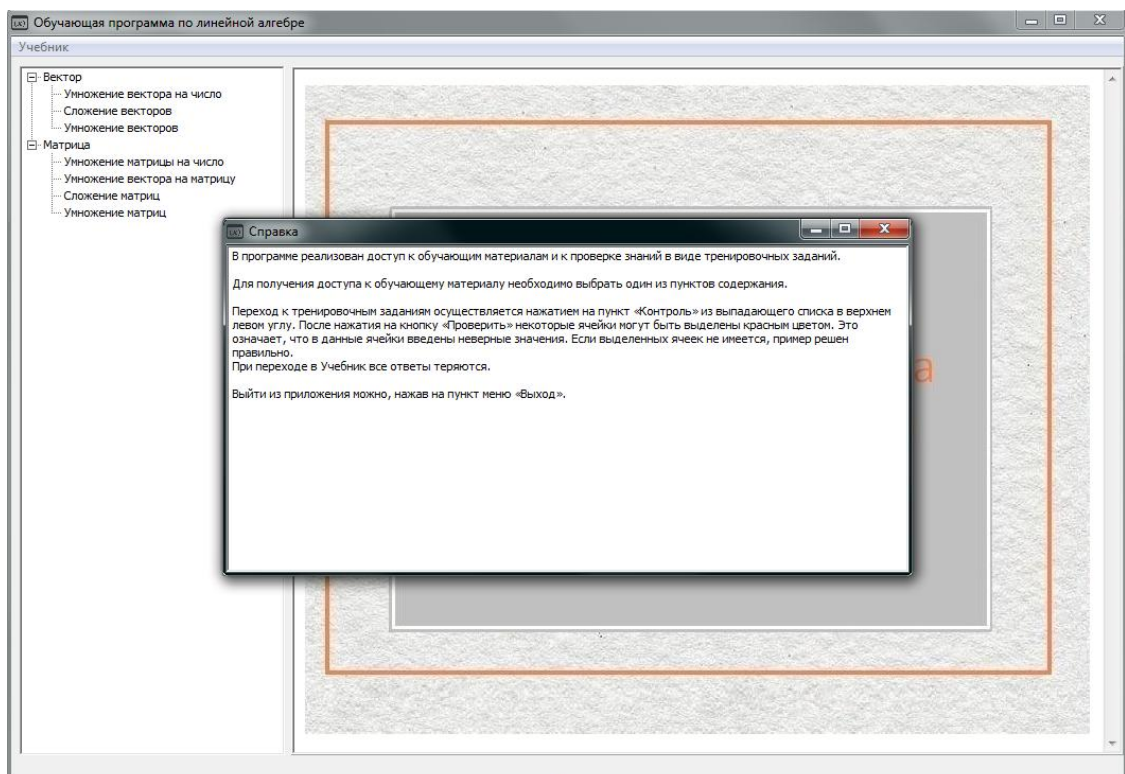 Обучающая программа по линейной алгебре
Учебник
Вектор
Умножение вектора на число
Сложение векторов
Умножение векторов
Матрица
Умножение матрицы на число
Умножение вектора на матрицу
Сложение матриц
Умножение матриц
Справка
В программе реализован доступ к обучающим материалам и к проверке знаний в виде тренировочных заданий.
Для получения доступа к обучающему материалу необходимо выбрать один из пунктов содержания.
Переход к тренировочным заданиям осуществляется нажатием на пункт «Контроль» из выпадающего списка в верхнем
левом углу. После нажатия на кнопку «Проверить» некоторые ячейки могут быть выделены красным цветом. Это
означает, что в данные ячейки введены неверные значения. Если выделенных ячеек не имеется, пример решен
правильно.
При переходе в Учебник все ответы теряются.
Выйти из приложения можно, нажав на пункт меню «Выход».
а